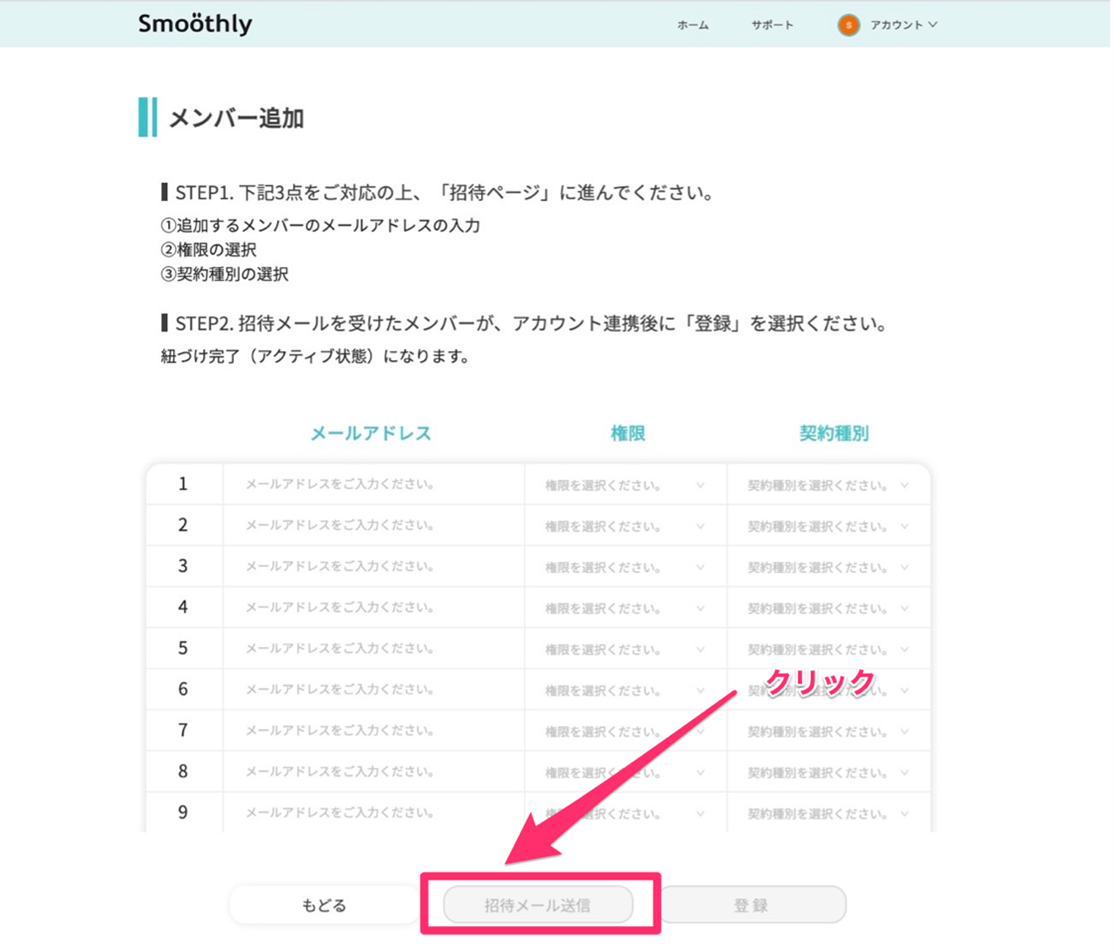 Smoöthly
ホーム サポート S アカウント
メンバー追加
STEP1. 下記3点をご対応の上、「招待ページ」に進んでください。
①追加するメンバーのメールアドレスの入力
②権限の選択
③契約種別の選択
STEP2. 招待メールを受けたメンバーが、アカウント連携後に「登録」を選択ください。
紐づけ完了（アクティブ状態）になります。
メールアドレス 権限 契約種別
1 メールアドレスをご入力ください。 権限を選択ください。 契約種別を選択ください。
2 メールアドレスをご入力ください。 権限を選択ください。 契約種別を選択ください。
3 メールアドレスをご入力ください。 権限を選択ください。 契約種別を選択ください。
4 メールアドレスをご入力ください。 権限を選択ください。 契約種別を選択ください。
5 メールアドレスをご入力ください。 権限を選択ください。 契約種別を選択ください。
クリック
6 メールアドレスをご入力ください。 権限を選択ください。 契約種別を選択ください。
7 メールアドレスをご入力ください。 権限を選択ください。 契約種別を選択ください。
8 メールアドレスをご入力ください。 権限を選択ください。 契約種別を選択ください。
9 メールアドレスをご入力ください。 権限を選択ください。 契約種別を選択ください。
もどる 招待メール送信 登録